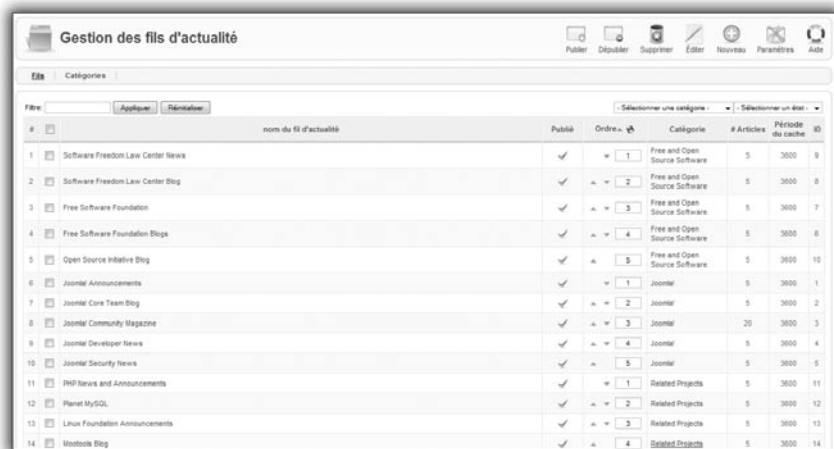 Gestion des fils d'actualité
Publier Dépublier Supprimer Éditer Nouveau Paramètres Aide
Fils Catégories
Filtre: Appliquer Réinitialiser - Sélectionner une catégorie - - Sélectionner un état -
# nom du fil d'actualité Publié Ordre Catégorie # Articles Période du cache ID
1 Software Freedom Law Center News 1 Free and Open Source Software 5 3600 9
2 Software Freedom Law Center Blog 2 Free and Open Source Software 5 3600 8
3 Free Software Foundation 3 Free and Open Source Software 5 3600 7
4 Free Software Foundation Blogs 4 Free and Open Source Software 5 3600 6
5 Open Source Initiative Blog 5 Free and Open Source Software 5 3600 10
6 Joomla! Announcements 1 Joomla! 5 3600 1
7 Joomla! Core Team Blog 2 Joomla! 5 3600 2
8 Joomla! Community Magazine 3 Joomla! 20 3600 3
9 Joomla! Developer News 4 Joomla! 5 3600 4
10 Joomla! Security News 5 Joomla! 5 3600 5
11 PHP News and Announcements 1 Related Projects 5 3600 11
12 Planet MySQL 2 Related Projects 5 3600 12
13 Linux Foundation Announcements 3 Related Projects 5 3600 13
14 Mootools Blog 4 Related Projects 5 3600 14